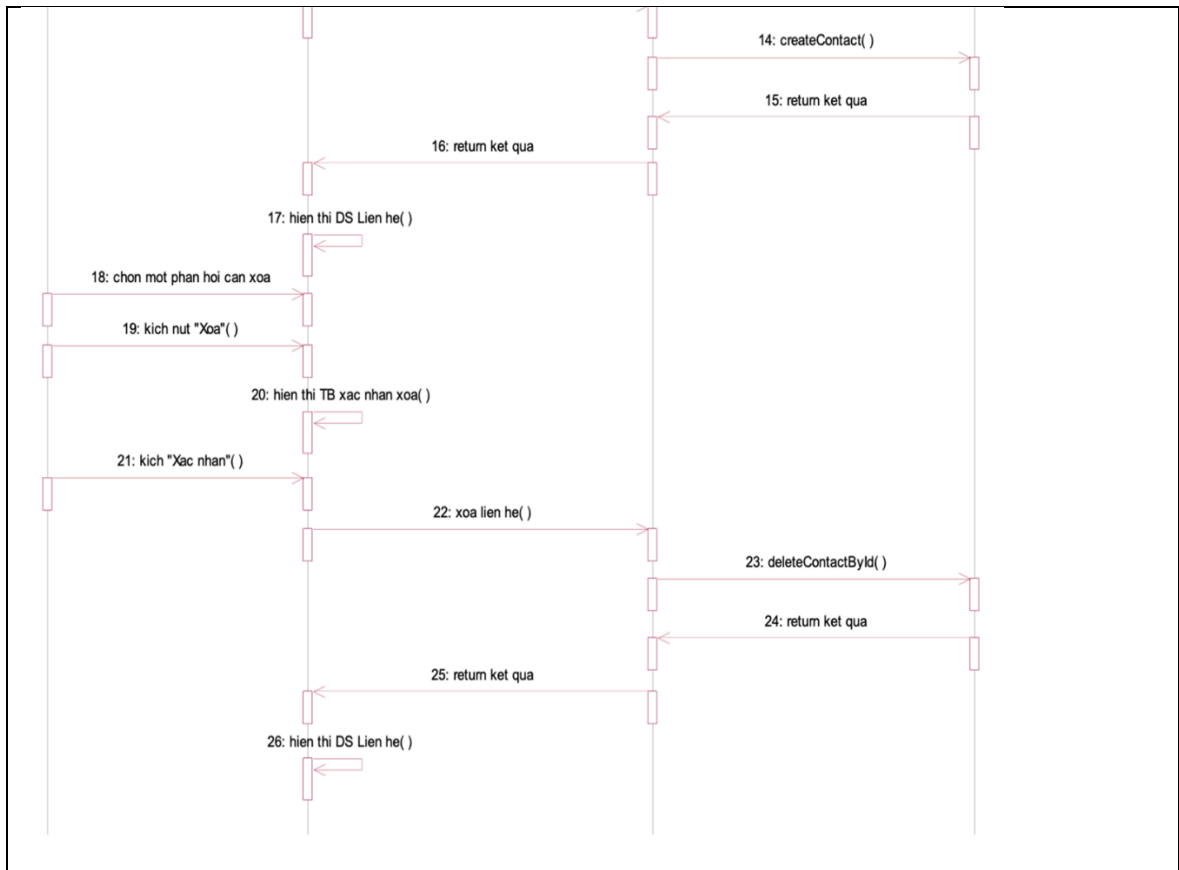 14: createContact( )
15: return ket qua
16: return ket qua
17: hien thi DS Lien he( )
18: chon mot phan hoi can xoa
19: kich nut "Xoa"( )
20: hien thi TB xac nhan xoa( )
21: kich "Xac nhan"( )
22: xoa lien he( )
23: deleteContactById( )
24: return ket qua
25: return ket qua
26: hien thi DS Lien he( )